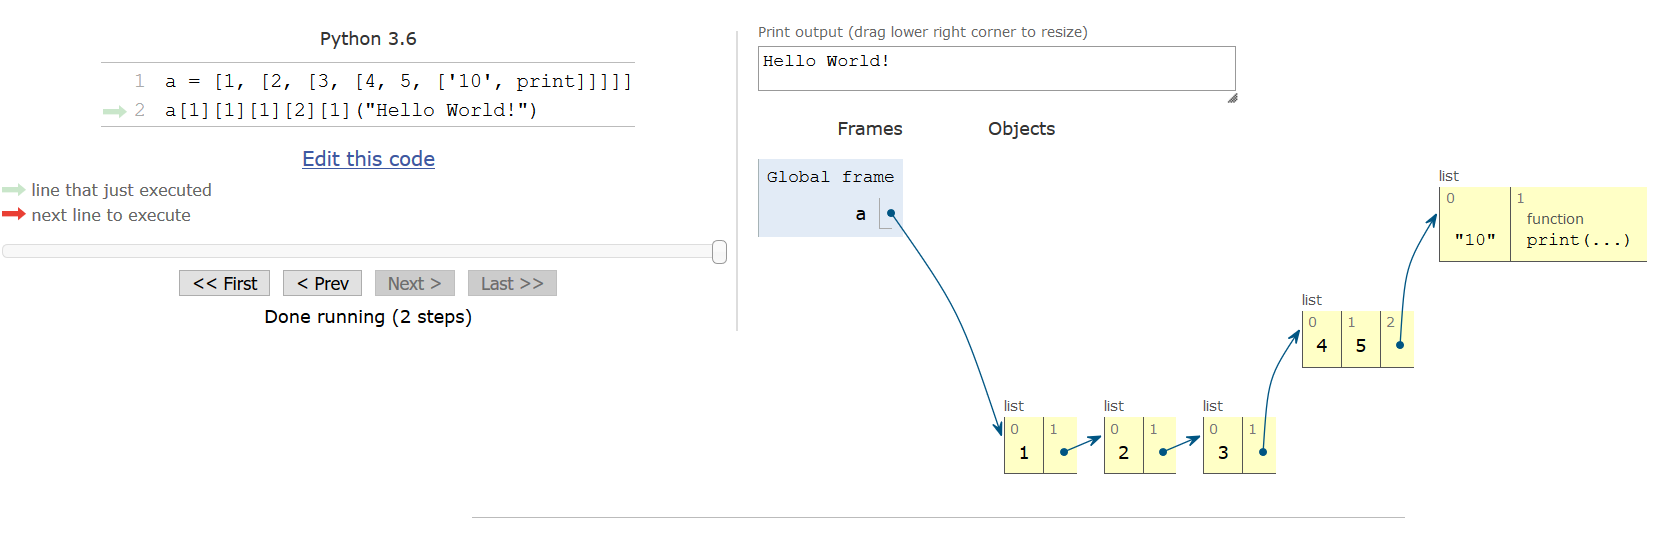 Python 3.6
1 a = [1, [2, [3, [4, 5, ['10', print]]]]]
2 a[1][1][1][2][1]("Hello World!")
Edit this code
line that just executed
next line to execute
<< First < Prev Next > Last >>
Done running (2 steps)
Print output (drag lower right corner to resize)
Hello World!
Frames Objects
Global frame
a
list
0 1
1
list
0 1
2
list
0 1
3
list
0 1 2
4 5
list
0 1
function
"10" print(...)